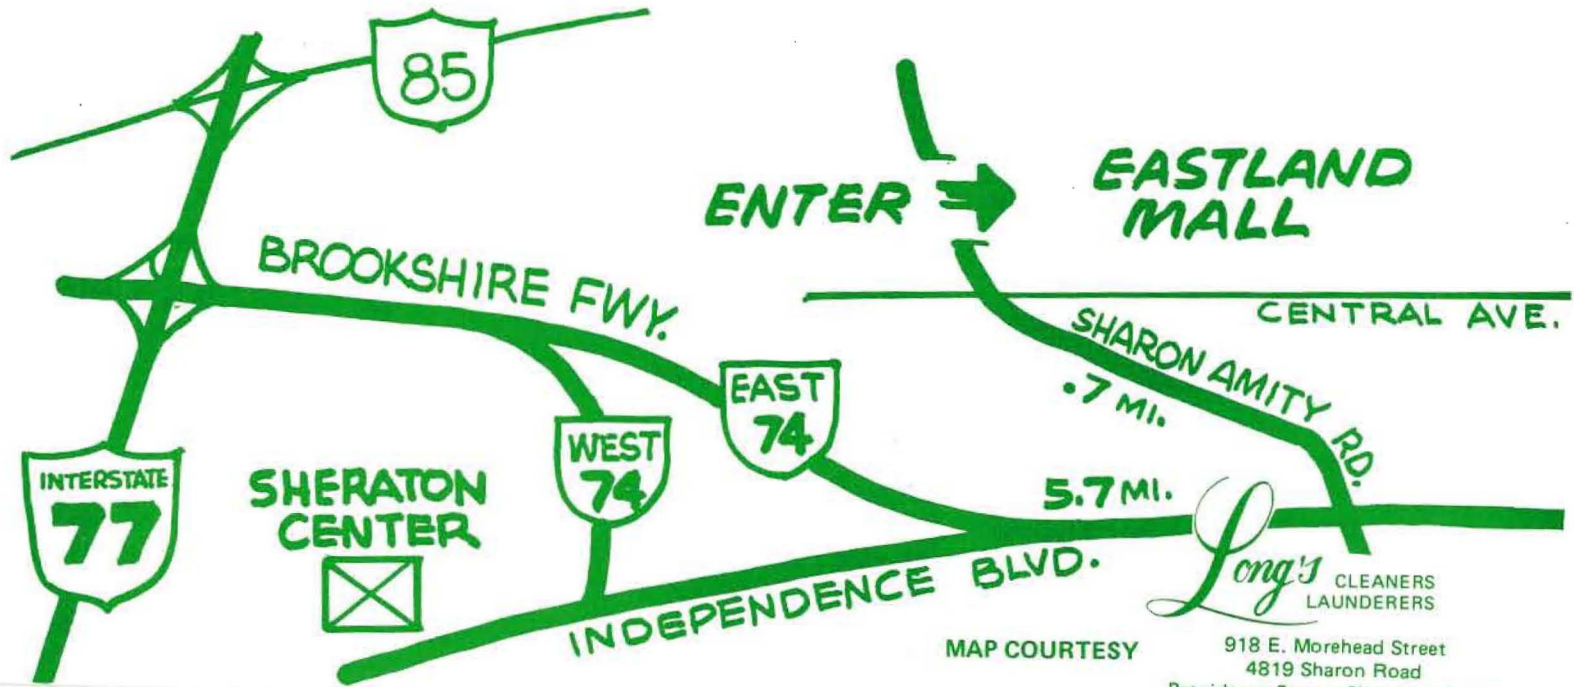 85
ENTER
EASTLAND
MALL
BROOKSHIRE FWY.
CENTRAL AVE.
SHARON AMITY RD.
.7 MI.
EAST
74
WEST
74
INTERSTATE
77
SHERATON
CENTER
5.7 MI.
INDEPENDENCE BLVD.
Long's CLEANERS
LAUNDERERS
MAP COURTESY
918 E. Morehead Street
4819 Sharon Road